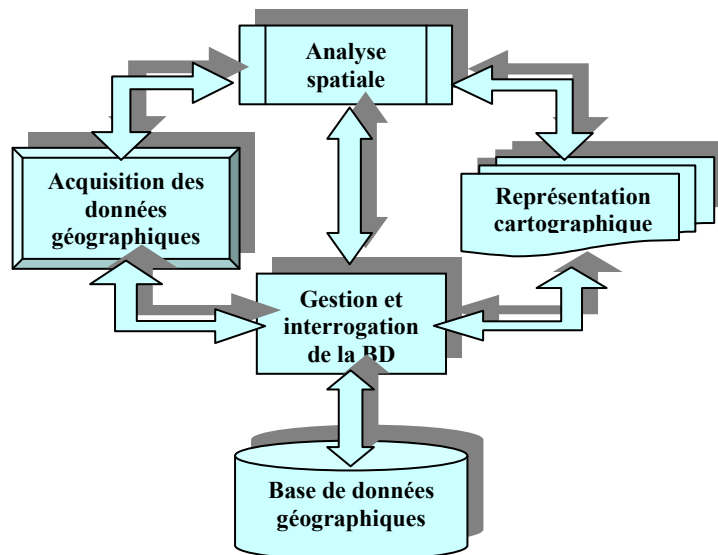 Analyse
spatiale
Acquisition des
données
géographiques
Représentation
cartographique
Gestion et
interrogation
de la BD
Base de données
géographiques